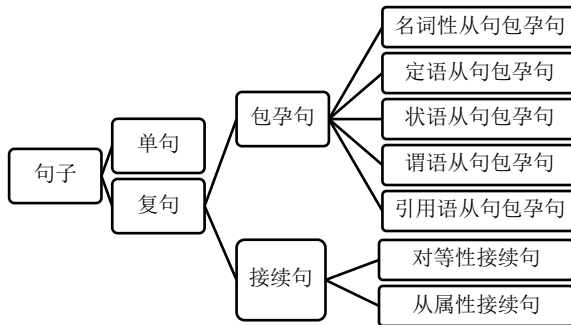 句子
单句
复句
包孕句
接续句
名词性从句包孕句
定语从句包孕句
状语从句包孕句
谓语从句包孕句
引用语从句包孕句
对等性接续句
从属性接续句